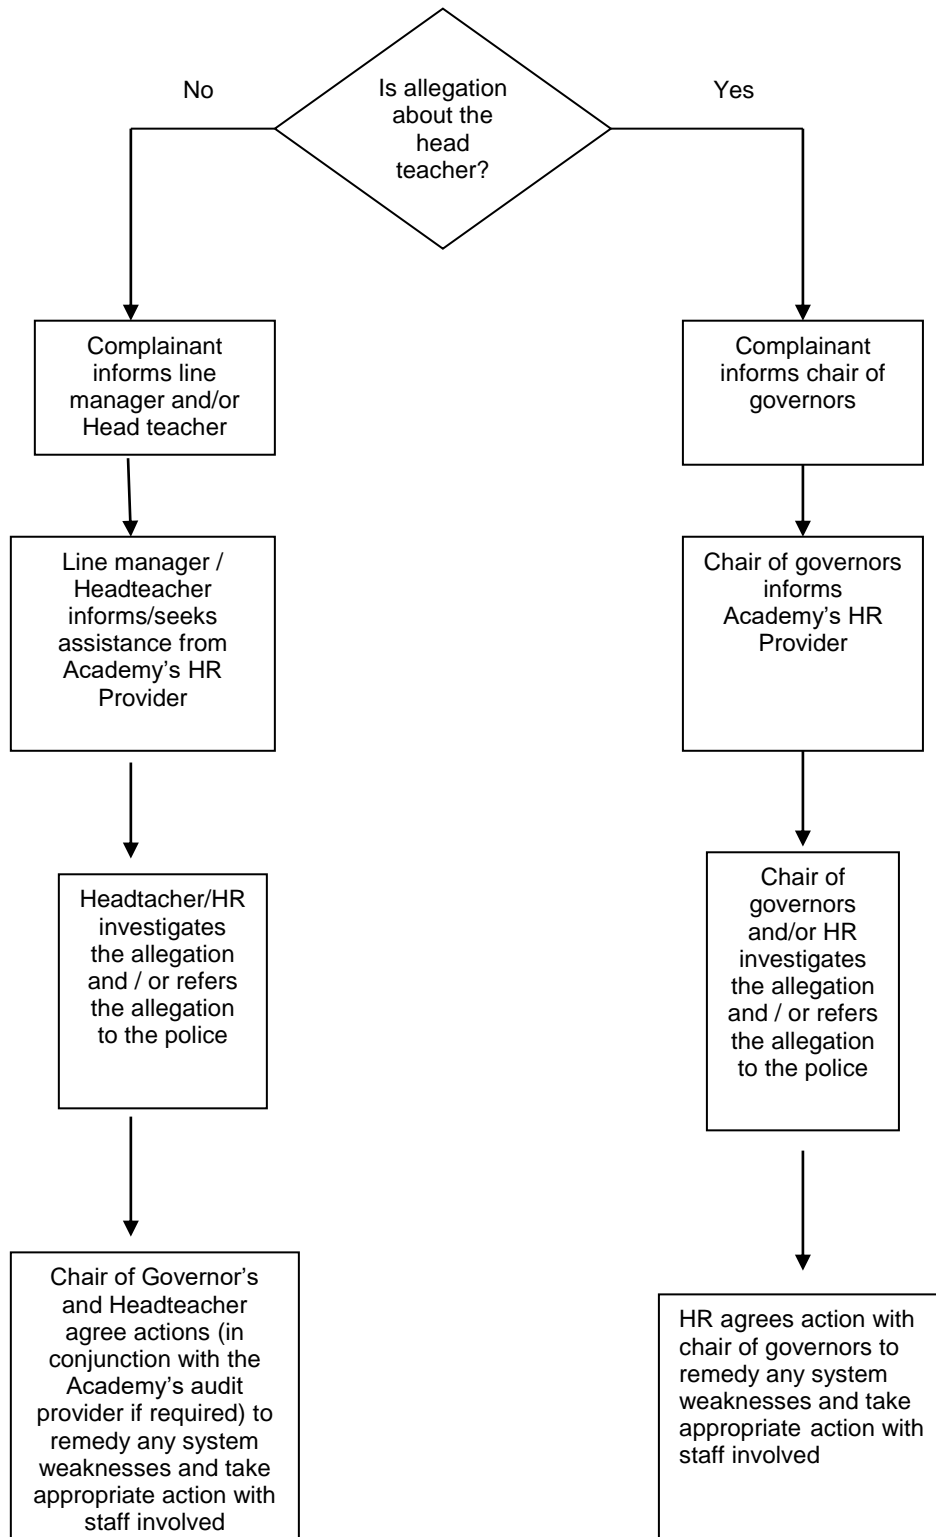 No
Is allegation
about the
head
teacher?
Yes
Complainant
informs line
manager and/or
Head teacher
Complainant
informs chair of
governors
Line manager /
Headteacher
informs/seeks
assistance from
Academy’s HR
Provider
Chair of governors
informs
Academy’s HR
Provider
Headtacher/HR
investigates
the allegation
and / or refers
the allegation
to the police
Chair of
governors
and/or HR
investigates
the allegation
and / or refers
the allegation
to the police
Chair of Governor’s
and Headteacher
agree actions (in
conjunction with the
Academy’s audit
provider if required) to
remedy any system
weaknesses and take
appropriate action with
staff involved
HR agrees action with
chair of governors to
remedy any system
weaknesses and take
appropriate action with
staff involved